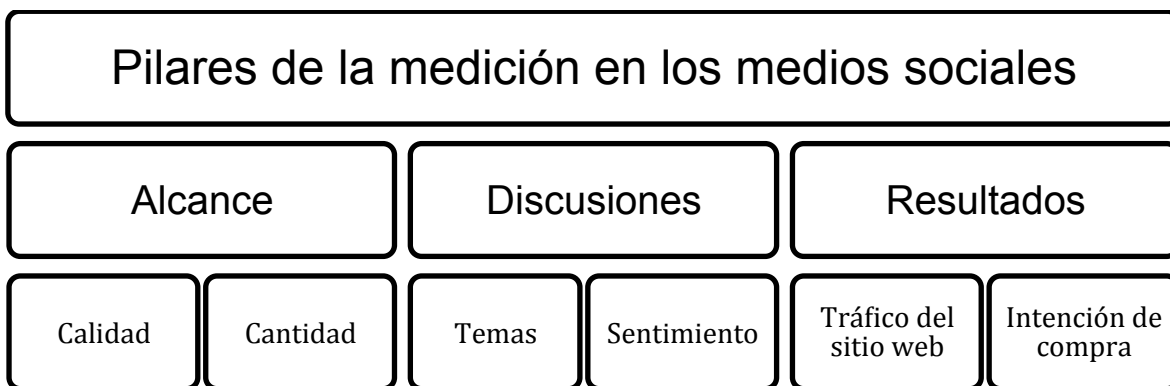 Pilares de la medición en los medios sociales
Alcance
Discusiones
Resultados
Calidad
Cantidad
Temas
Sentimiento
Tráfico del
sitio web
Intención de
compra